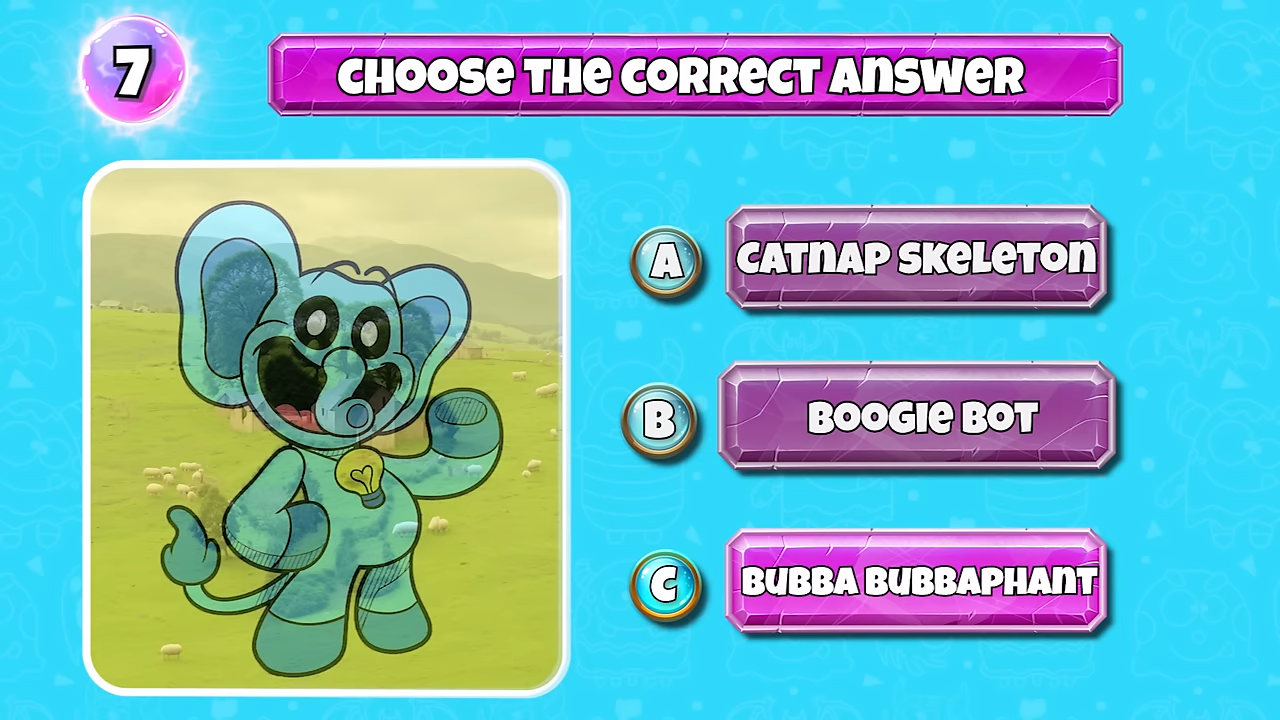 7
CHOOSE THE CORRECT ANSWER
A
CATNAP SKELETON
B
BOOGIE BOT
C
BUBBA BUBBAPHANT